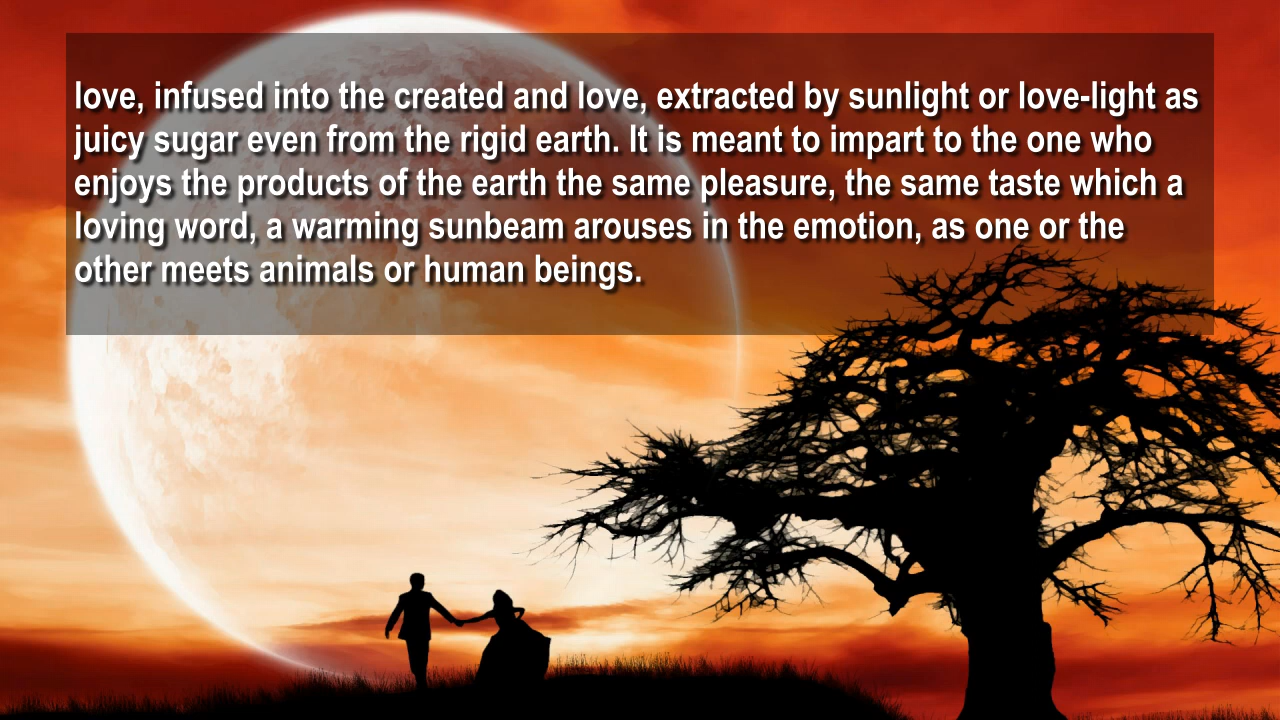 love, infused into the created and love, extracted by sunlight or love-light as
juicy sugar even from the rigid earth. It is meant to impart to the one who
enjoys the products of the earth the same pleasure, the same taste which a
loving word, a warming sunbeam arouses in the emotion, as one or the
other meets animals or human beings.